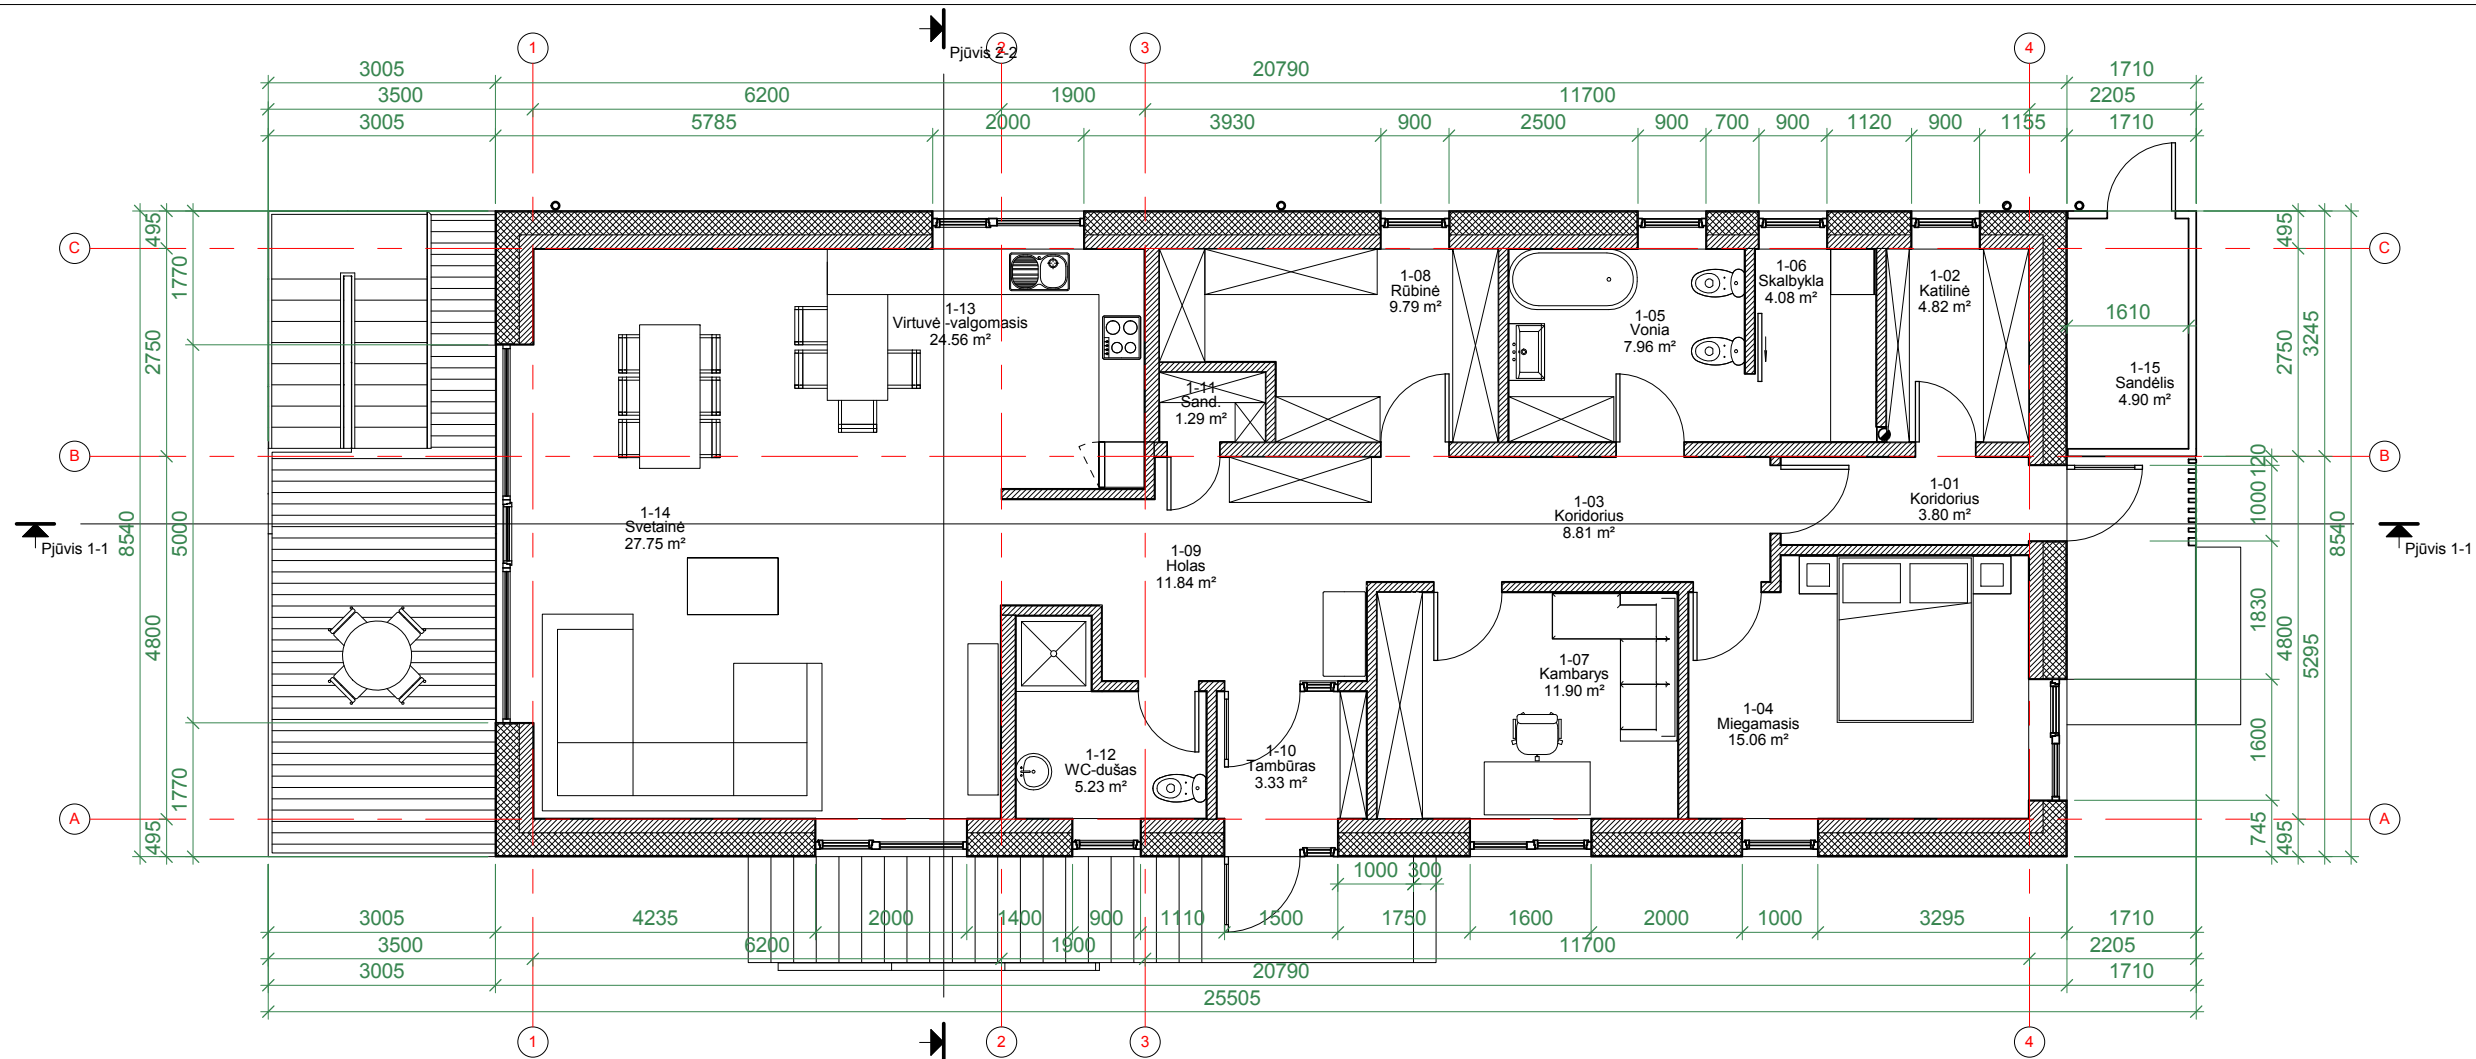 1
2
3
4
Pjūvis 2-2
3005
20790
1710
3500
6200
1900
11700
2205
3005
5785
2000
3930
900
2500
900
700
900
1120
900
1155
1710
C
B
A
8540
495
2750
4800
495
1770
5000
1770
Pjūvis 1-1
1-13
Virtuvė -valgomasis
24.56 m²
1-08
Rūbinė
9.79 m²
1-05
Vonia
7.96 m²
1-06
Skalbykla
4.08 m²
1-02
Katilinė
4.82 m²
1610
1-15
Sandėlis
4.90 m²
1-11
Sand.
1.29 m²
1-14
Svetainė
27.75 m²
1-09
Holas
11.84 m²
1-03
Koridorius
8.81 m²
1-01
Koridorius
3.80 m²
1-07
Kambarys
11.90 m²
1-04
Miegamasis
15.06 m²
1-12
WC-dušas
5.23 m²
1-10
Tambūras
3.33 m²
C
B
A
495
2750
3245
120
1000
1830
1600
745
4800
495
5295
8540
Pjūvis 1-1
1000
300
3005
4235
2000
1400
900
1110
1500
1750
1600
2000
1000
3295
1710
3500
6200
1900
11700
2205
3005
20790
1710
25505
1
2
3
4